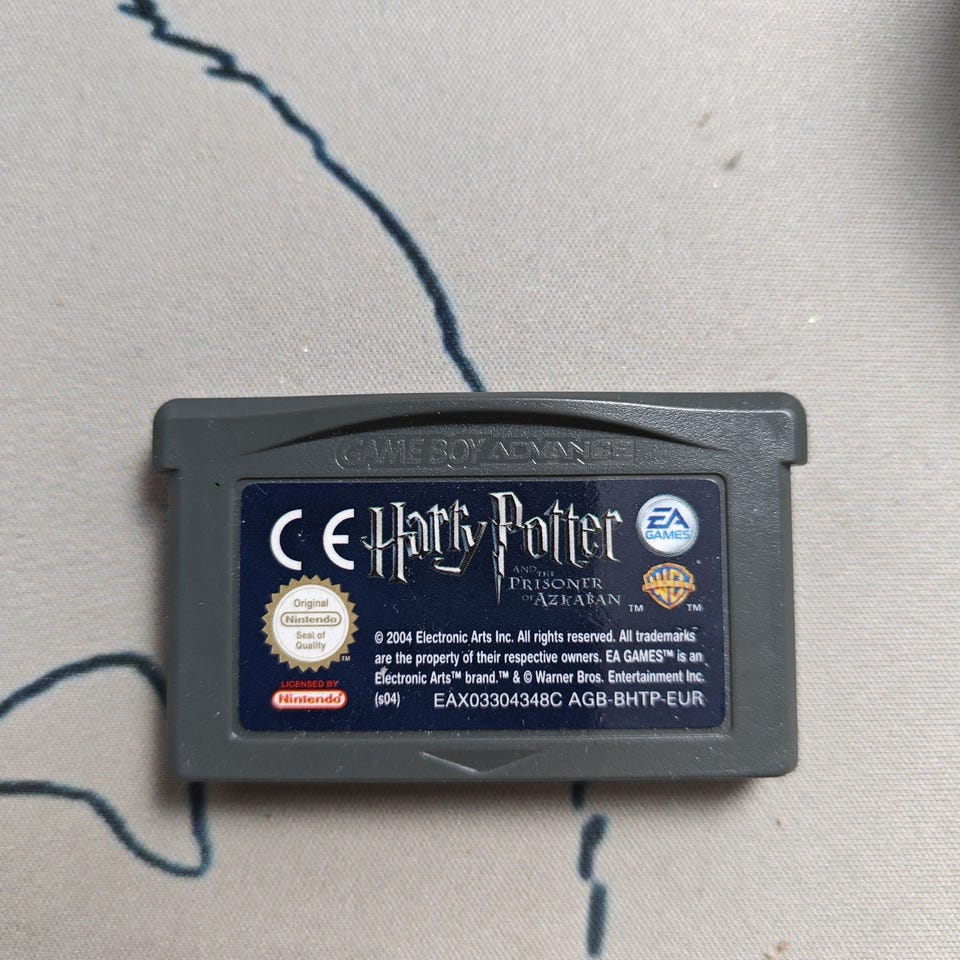 GAME BOY ADVANCE
CE
Harry Potter
AND THE
PRISONER
OF AZKABAN TM
EA
GAMES
WB
TM
Original
Nintendo
Seal of
Quality
TM
LICENSED BY
Nintendo
© 2004 Electronic Arts Inc. All rights reserved. All trademarks
are the property of their respective owners. EA GAMES™ is an
Electronic Arts™ brand.™ & © Warner Bros. Entertainment Inc.
(s04) EAX03304348C AGB-BHTP-EUR